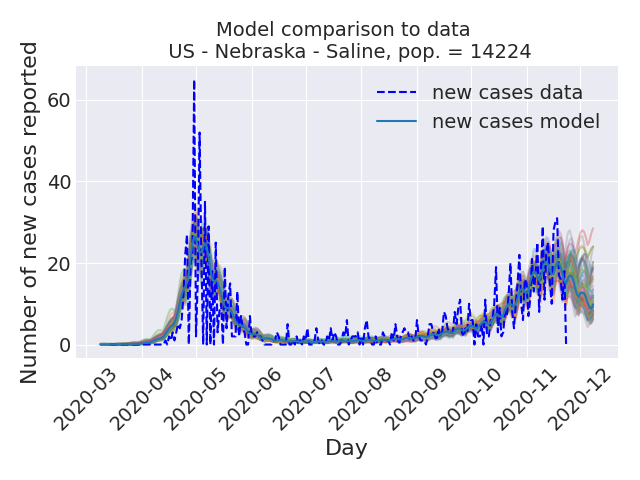 Model comparison to data
US - Nebraska - Saline, pop. = 14224
new cases data
new cases model
Number of new cases reported
60
40
20
0
2020-03
2020-04
2020-05
2020-06
2020-07
2020-08
2020-09
2020-10
2020-11
2020-12
Day